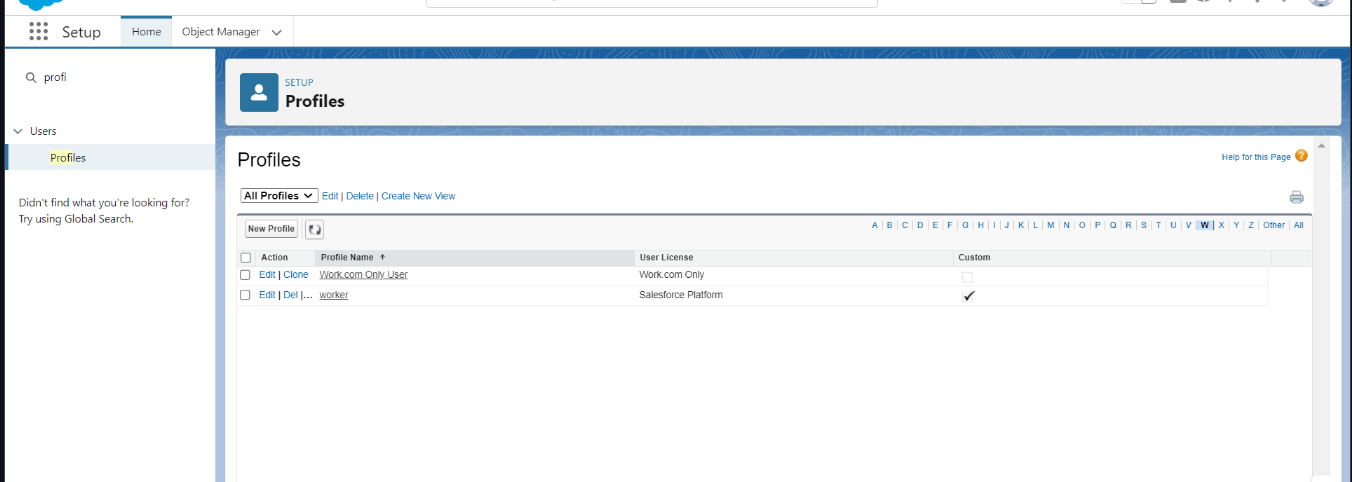 Setup
Home
Object Manager
profi
Users
Profiles
Didn't find what you're looking for?
Try using Global Search.
SETUP
Profiles
Profiles
Help for this Page ?
All Profiles Edit | Delete | Create New View
New Profile
A | B | C | D | E | F | G | H | I | J | K | L | M | N | O | P | Q | R | S | T | U | V | W | X | Y | Z | Other | All
Action Profile Name ↑ User License Custom
Edit | Clone Work.com Only User Work.com Only
Edit | Del |... worker Salesforce Platform